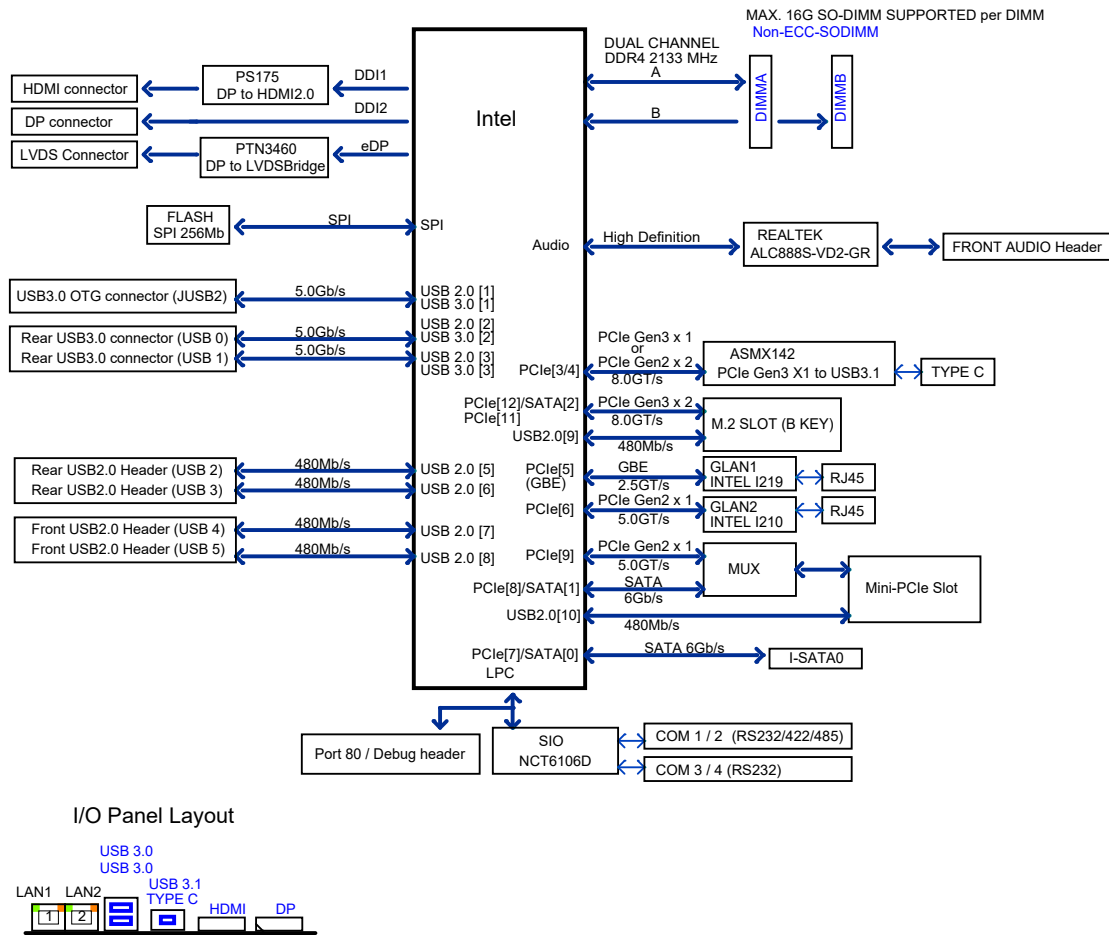 MAX. 16G SO-DIMM SUPPORTED per DIMM
Non-ECC-SODIMM
DUAL CHANNEL
DDR4 2133 MHz
A
B
DIMMA
DIMMB
Intel
HDMI connector
PS175
DP to HDMI2.0
DDI1
DP connector
DDI2
LVDS Connector
PTN3460
DP to LVDSBridge
eDP
FLASH
SPI 256Mb
SPI
SPI
Audio
High Definition
REALTEK
ALC888S-VD2-GR
FRONT AUDIO Header
USB3.0 OTG connector (JUSB2)
5.0Gb/s
USB 2.0 [1]
USB 3.0 [1]
Rear USB3.0 connector (USB 0)
5.0Gb/s
USB 2.0 [2]
USB 3.0 [2]
Rear USB3.0 connector (USB 1)
5.0Gb/s
USB 2.0 [3]
USB 3.0 [3]
PCIe[3/4]
PCIe Gen3 x 1
or
PCIe Gen2 x 2
8.0GT/s
ASMX142
PCIe Gen3 X1 to USB3.1
TYPE C
PCIe[12]/SATA[2]
PCIe[11]
PCIe Gen3 x 2
8.0GT/s
USB2.0[9]
480Mb/s
M.2 SLOT (B KEY)
Rear USB2.0 Header (USB 2)
480Mb/s
USB 2.0 [5]
Rear USB2.0 Header (USB 3)
480Mb/s
USB 2.0 [6]
PCIe[5]
(GBE)
GBE
2.5GT/s
GLAN1
INTEL I219
RJ45
PCIe[6]
PCIe Gen2 x 1
5.0GT/s
GLAN2
INTEL I210
RJ45
Front USB2.0 Header (USB 4)
480Mb/s
USB 2.0 [7]
Front USB2.0 Header (USB 5)
480Mb/s
USB 2.0 [8]
PCIe[9]
PCIe Gen2 x 1
5.0GT/s
PCIe[8]/SATA[1]
SATA
6Gb/s
MUX
USB2.0[10]
480Mb/s
Mini-PCIe Slot
PCIe[7]/SATA[0]
SATA 6Gb/s
I-SATA0
LPC
Port 80 / Debug header
SIO
NCT6106D
COM 1 / 2 (RS232/422/485)
COM 3 / 4 (RS232)
I/O Panel Layout
USB 3.0
USB 3.0
LAN1
LAN2
USB 3.1
TYPE C
HDMI
DP
1
2